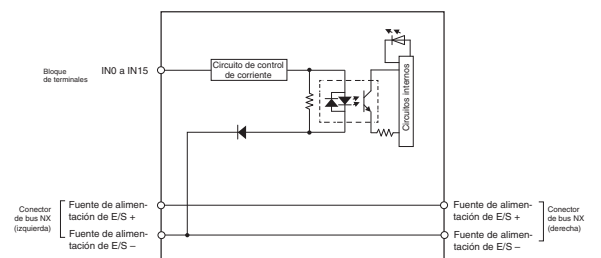 Circuito de control
de corriente
Bloque
de terminales
IN0 a IN15
Circuitos internos
Conector
de bus NX
(izquierda)
Fuente de alimen-
tación de E/S +
Fuente de alimen-
tación de E/S –
Fuente de alimen-
tación de E/S +
Fuente de alimen-
tación de E/S –
Conector
de bus NX
(derecha)